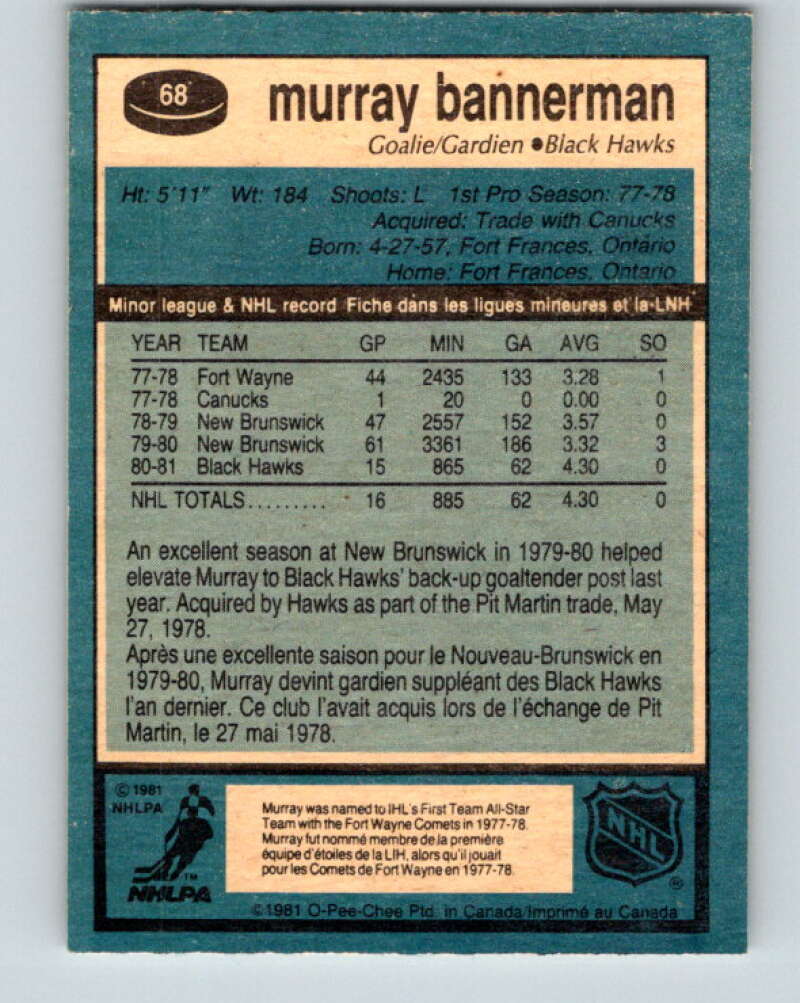 68
murray bannerman
Goalie/Gardien ●Black Hawks
Ht: 5'11" Wt: 184 Shoots: L 1st Pro Season: 77-78
Acquired: Trade with Canucks
Born: 4-27-57, Fort Frances, Ontario
Home: Fort Frances, Ontario
Minor league & NHL record Fiche dans les ligues mineures et la LNH
YEAR TEAM GP MIN GA AVG SO
77-78 Fort Wayne 44 2435 133 3.28 1
77-78 Canucks 1 20 0 0.00 0
78-79 New Brunswick 47 2557 152 3.57 0
79-80 New Brunswick 61 3361 186 3.32 3
80-81 Black Hawks 15 865 62 4.30 0
NHL TOTALS......... 16 885 62 4.30 0
An excellent season at New Brunswick in 1979-80 helped
elevate Murray to Black Hawks' back-up goaltender post last
year. Acquired by Hawks as part of the Pit Martin trade, May
27, 1978.
Après une excellente saison pour le Nouveau-Brunswick en
1979-80, Murray devint gardien suppléant des Black Hawks
l'an dernier. Ce club l'avait acquis lors de l'échange de Pit
Martin, le 27 mai 1978.
© 1981
NHLPA
TM
NHLPA
Murray was named to IHL's First Team All-Star
Team with the Fort Wayne Comets in 1977-78.
Murray fut nommé membre de la première
équipe d'étoiles de la LIH, alors qu'il jouait
pour les Comets de Fort Wayne en 1977-78.
NHL
®
© 1981 O-Pee-Chee Ptd. in Canada/Imprimé au Canada